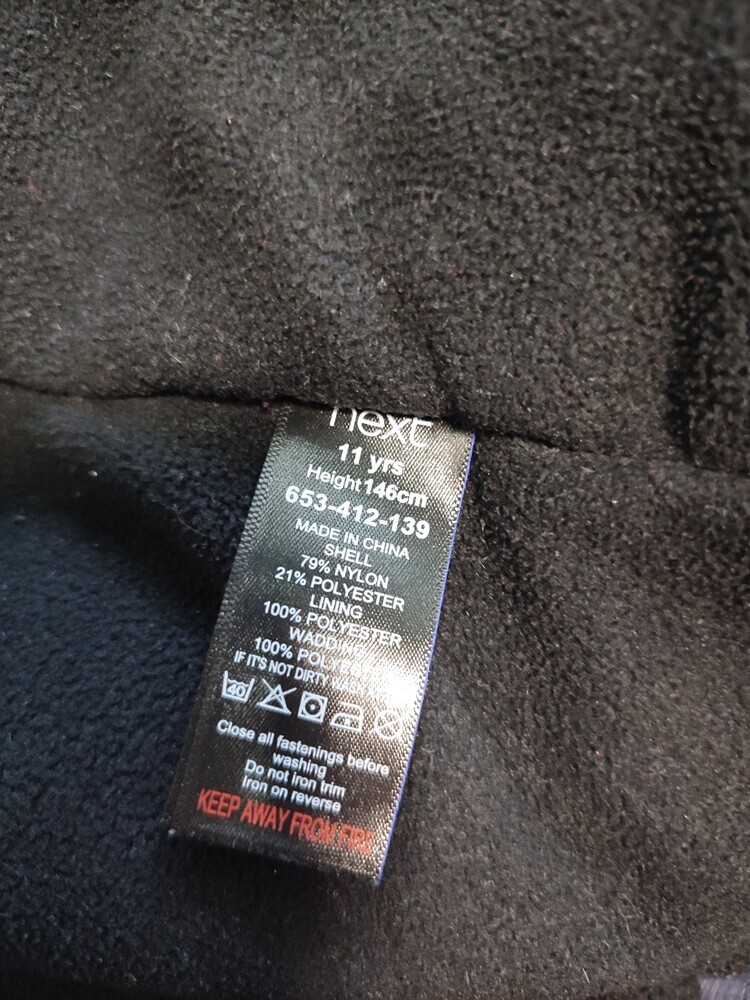 next
11 yrs
Height 146cm
653-412-139
MADE IN CHINA
SHELL
79% NYLON
21% POLYESTER
LINING
100% POLYESTER
WADDING
100%
IF IT'S NOT DIRTY
40
Close all fastenings before
washing
Do not iron trim
Iron on reverse
KEEP AWAY FROM FIRE